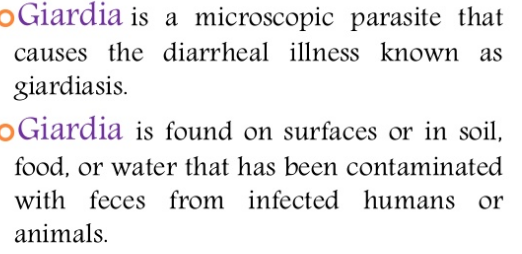 Giardia is a microscopic parasite that
causes the diarrheal illness known as
giardiasis.
Giardia is found on surfaces or in soil,
food, or water that has been contaminated
with feces from infected humans or
animals.